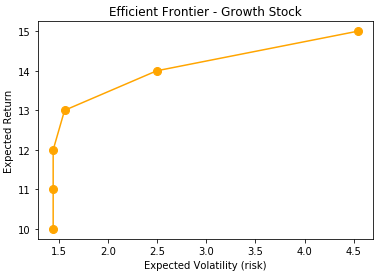 Efficient Frontier - Growth Stock
Expected Return
15
14
13
12
11
10
1.5 2.0 2.5 3.0 3.5 4.0 4.5
Expected Volatility (risk)